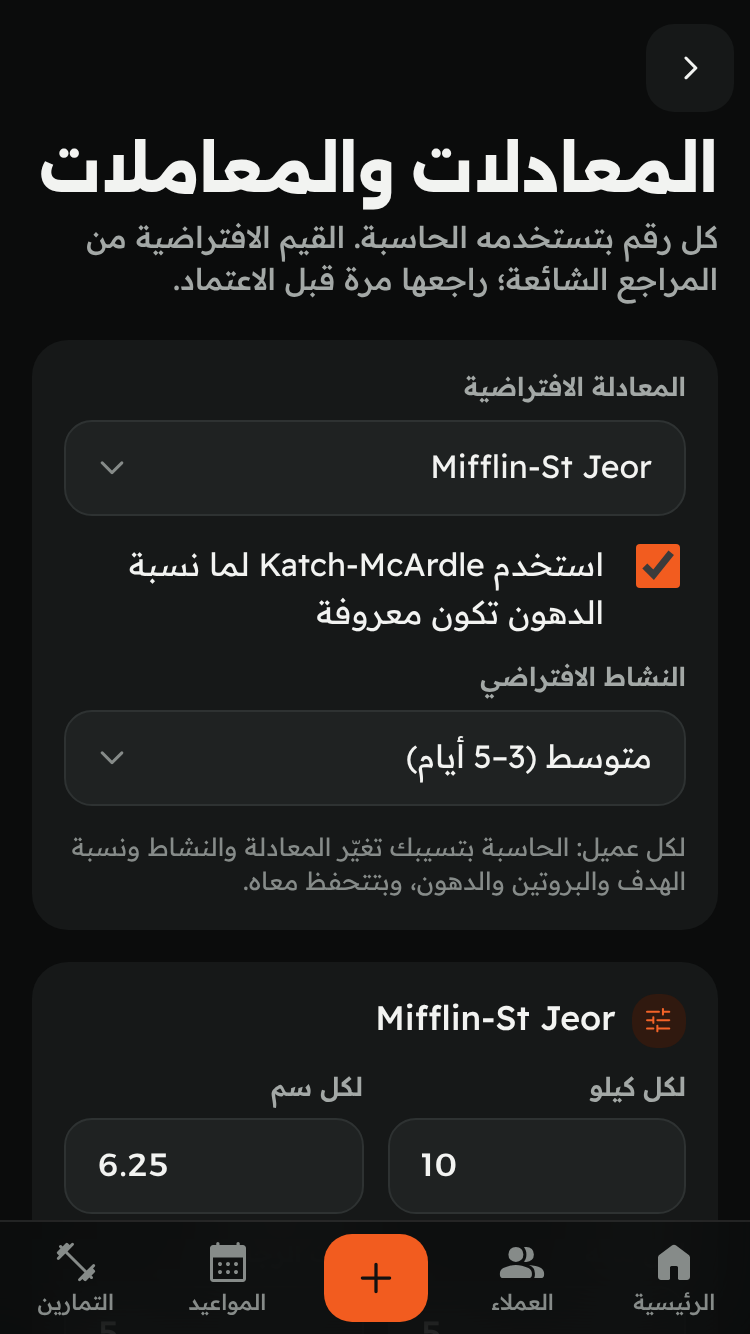 المعادلات والمعاملات
كل رقم بتستخدمه الحاسبة. القيم الافتراضية من
المراجع الشائعة؛ راجعها مرة قبل الاعتماد.
المعادلة الافتراضية
Mifflin-St Jeor
استخدم Katch-McArdle لما نسبة
الدهون تكون معروفة
النشاط الافتراضي
متوسط (3–5 أيام)
لكل عميل: الحاسبة بتسيبك تغيّر المعادلة والنشاط ونسبة
الهدف والبروتين والدهون، وبتتحفظ معاه.
Mifflin-St Jeor
لكل كيلو
لكل سم
10
6.25
الرئيسية
العملاء
المواعيد
التمارين